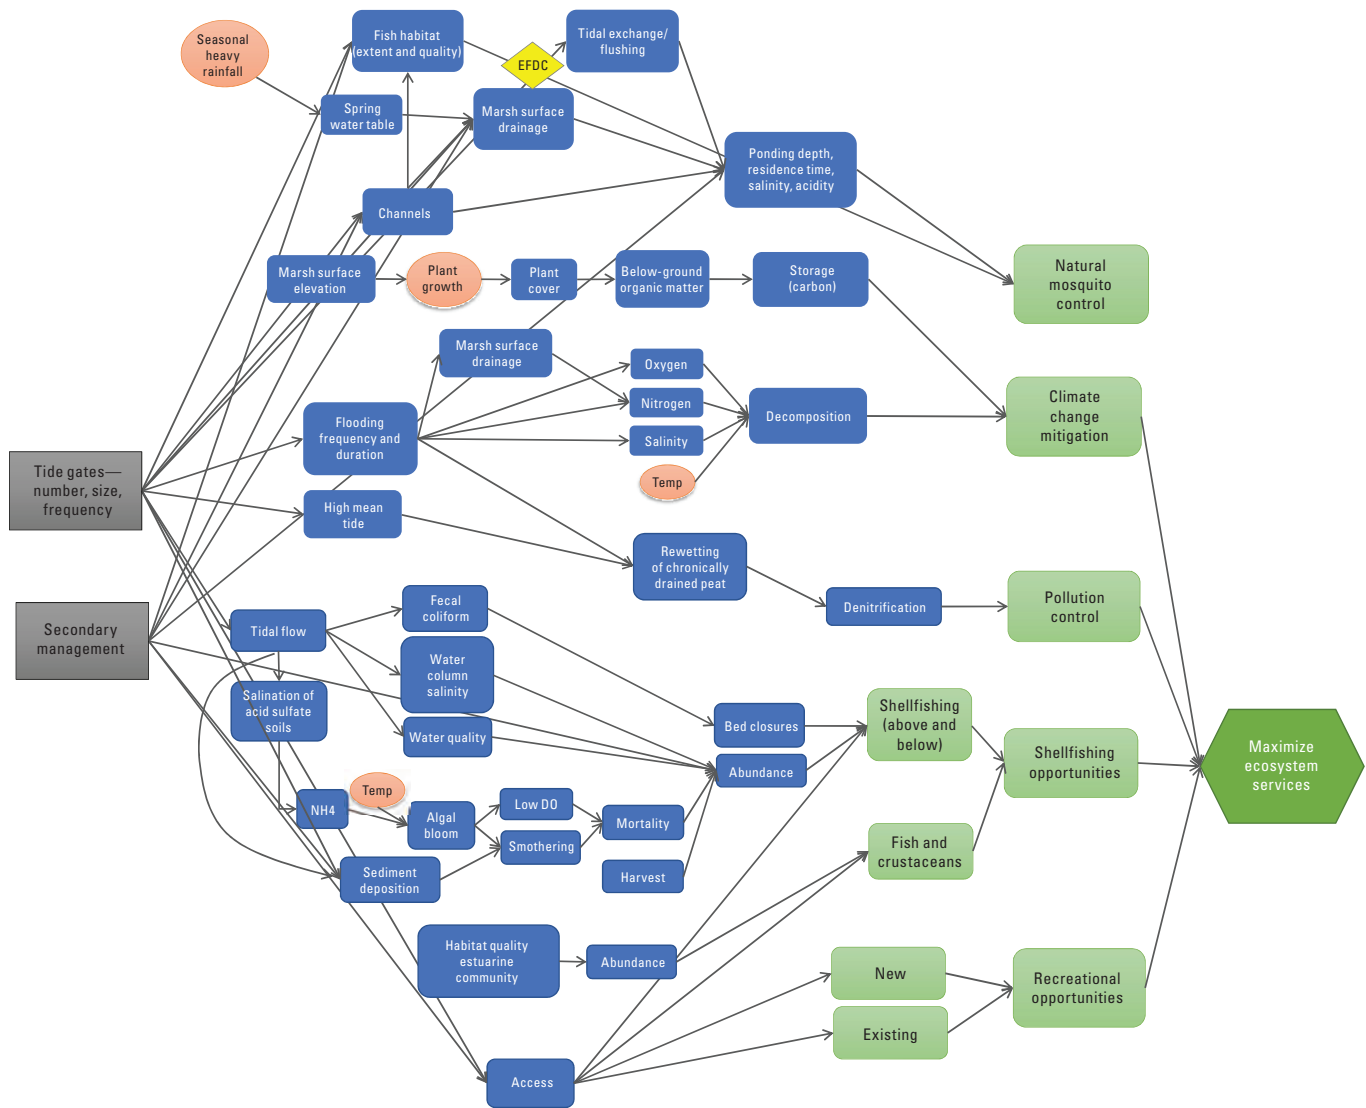 Seasonal
heavy
rainfall
Fish habitat
(extent and quality)
EFDC
Tidal exchange/
flushing
Spring
water table
Marsh surface
drainage
Ponding depth,
residence time,
salinity, acidity
Channels
Marsh surface
elevation
Plant
growth
Plant
cover
Below-ground
organic matter
Storage
(carbon)
Natural
mosquito
control
Marsh surface
drainage
Oxygen
Nitrogen
Salinity
Temp
Decomposition
Climate
change
mitigation
Flooding
frequency and
duration
Tide gates—
number, size,
frequency
High mean
tide
Rewetting
of chronically
drained peat
Denitrification
Pollution
control
Secondary
management
Tidal flow
Fecal
coliform
Water
column
salinity
Water quality
Salination of
acid sulfate
soils
Bed closures
Abundance
Shellfishing
(above and
below)
Shellfishing
opportunities
Maximize
ecosystem
services
NH4
Temp
Algal
bloom
Low DO
Smothering
Mortality
Harvest
Fish and
crustaceans
Sediment
deposition
Habitat quality
estuarine
community
Abundance
New
Existing
Recreational
opportunities
Access